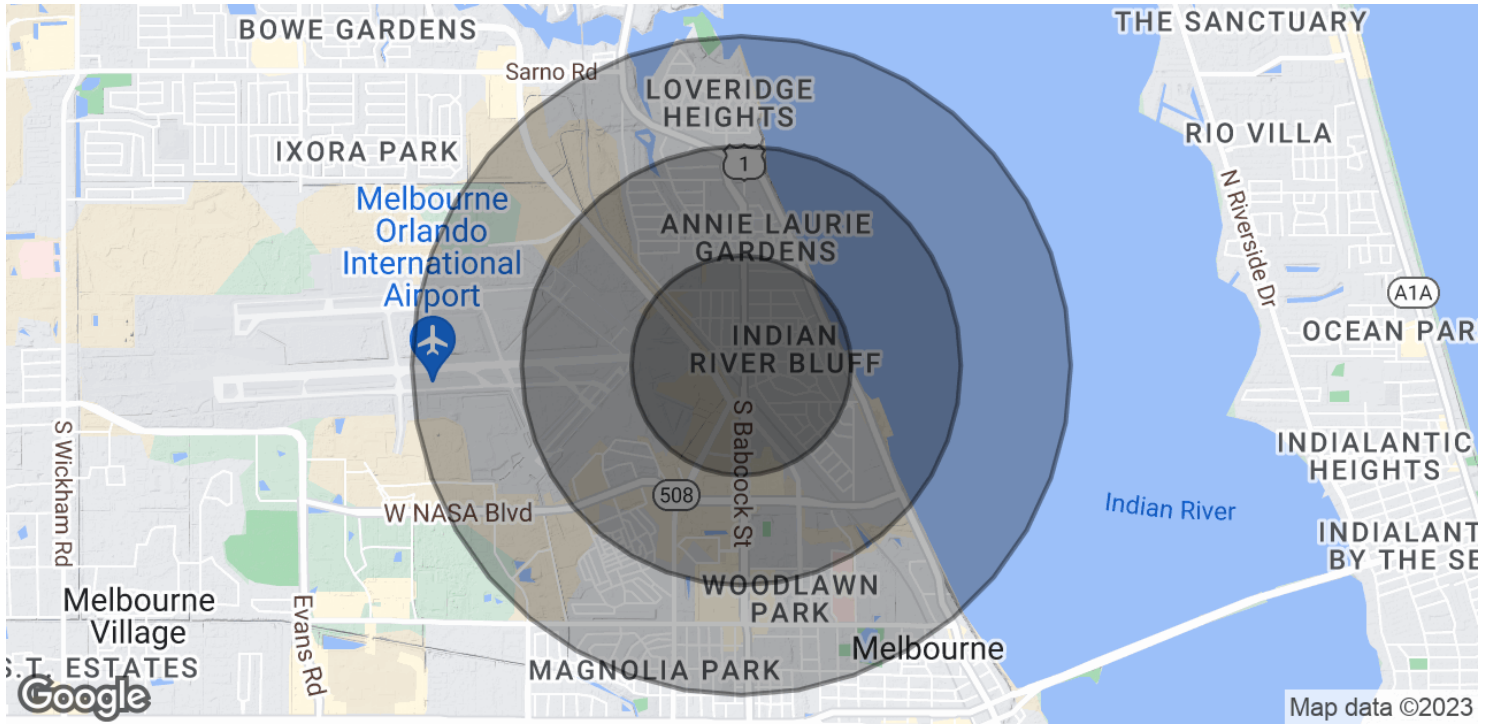 BOWE GARDENS
THE SANCTUARY
Sarno Rd
LOVERIDGE
HEIGHTS
IXORA PARK
RIO VILLA
1
Melbourne
Orlando
International
Airport
N Riverside Dr
ANNIE LAURIE
GARDENS
A1A
INDIAN
RIVER BLUFF
OCEAN PAR
S Wickham Rd
S Babcock St
INDIALANTIC
HEIGHTS
508
W NASA Blvd
Indian River
INDIALANT
BY THE SE
WOODLAWN
PARK
Melbourne
Village
Evans Rd
Melbourne
S.T. ESTATES
MAGNOLIA PARK
Google
Map data ©2023